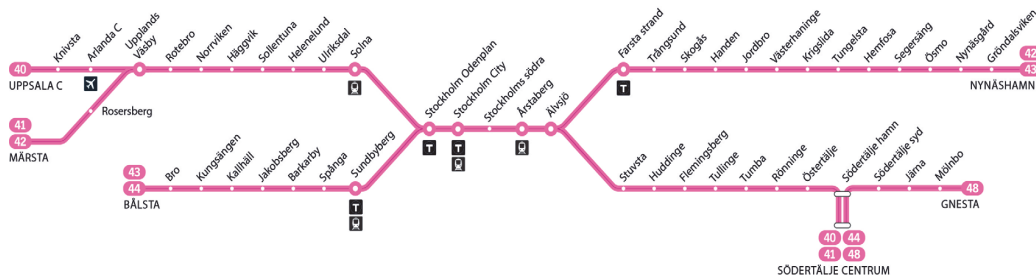 40
UPPSALA C
Knivsta
Arlanda C
Upplands
Väsby
Rotebro
Norrviken
Häggvik
Sollentuna
Helenelund
Ulriksdal
Solna
Rosersberg
41
42
MÄRSTA
43
44
BÅLSTA
Bro
Kungsängen
Kallhäll
Jakobsberg
Barkarby
Spånga
Sundbyberg
T
Stockholm Odenplan
T
Stockholm City
T
Stockholms södra
Årstaberg
Älvsjö
Farsta strand
T
Trångsund
Skogås
Handen
Jordbro
Västerhaninge
Krigslida
Tungelsta
Hemfosa
Segersäng
Ösmo
Nynäsgård
Gröndalsviken
42
43
NYNÄSHAMN
Stuvsta
Huddinge
Flemingsberg
Tullinge
Tumba
Rönninge
Östertälje
Södertälje hamn
Södertälje syd
Järna
Mölnbo
48
GNESTA
40 44
41 48
SÖDERTÄLJE CENTRUM